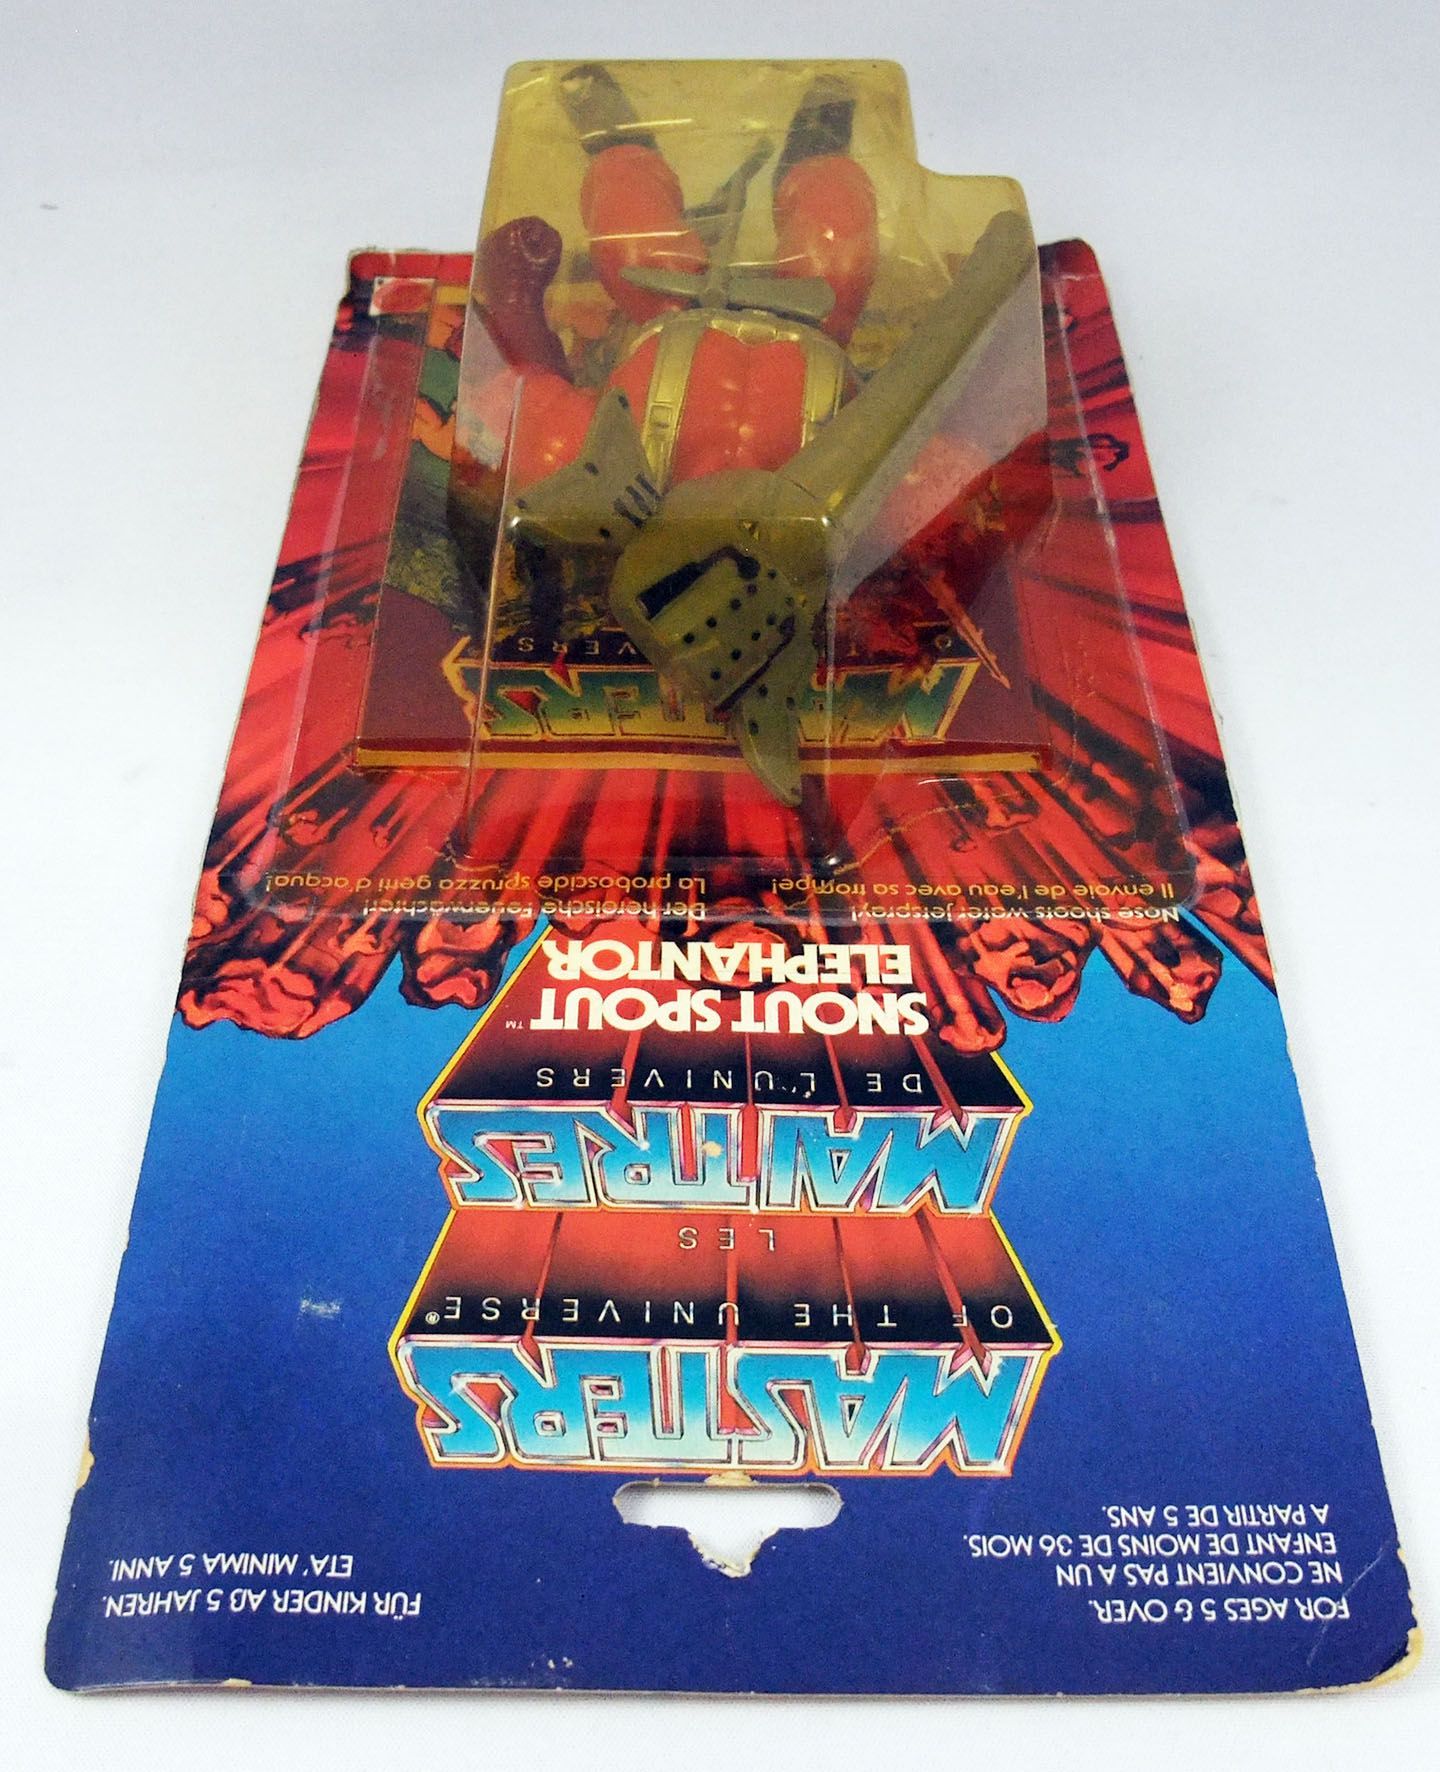 FOR AGES 5 & OVER.
NE CONVIENT PAS A UN
ENFANT DE MOINS DE 36 MOIS.
A PARTIR DE 5 ANS.
FÜR KINDER AB 5 JAHREN.
ETA' MINIMA 5 ANNI.
MASTERS
OF THE UNIVERSE®
LES
MAITRES
DE L'UNIVERS
SNOUT SPOUT™
ELEPHANTOR
Nose shoots water jetspray!
Il envoie de l'eau avec sa trompe!
Der heroische Feuerwächter!
La proboscide spruzza getti d'acqua!
MASTERS